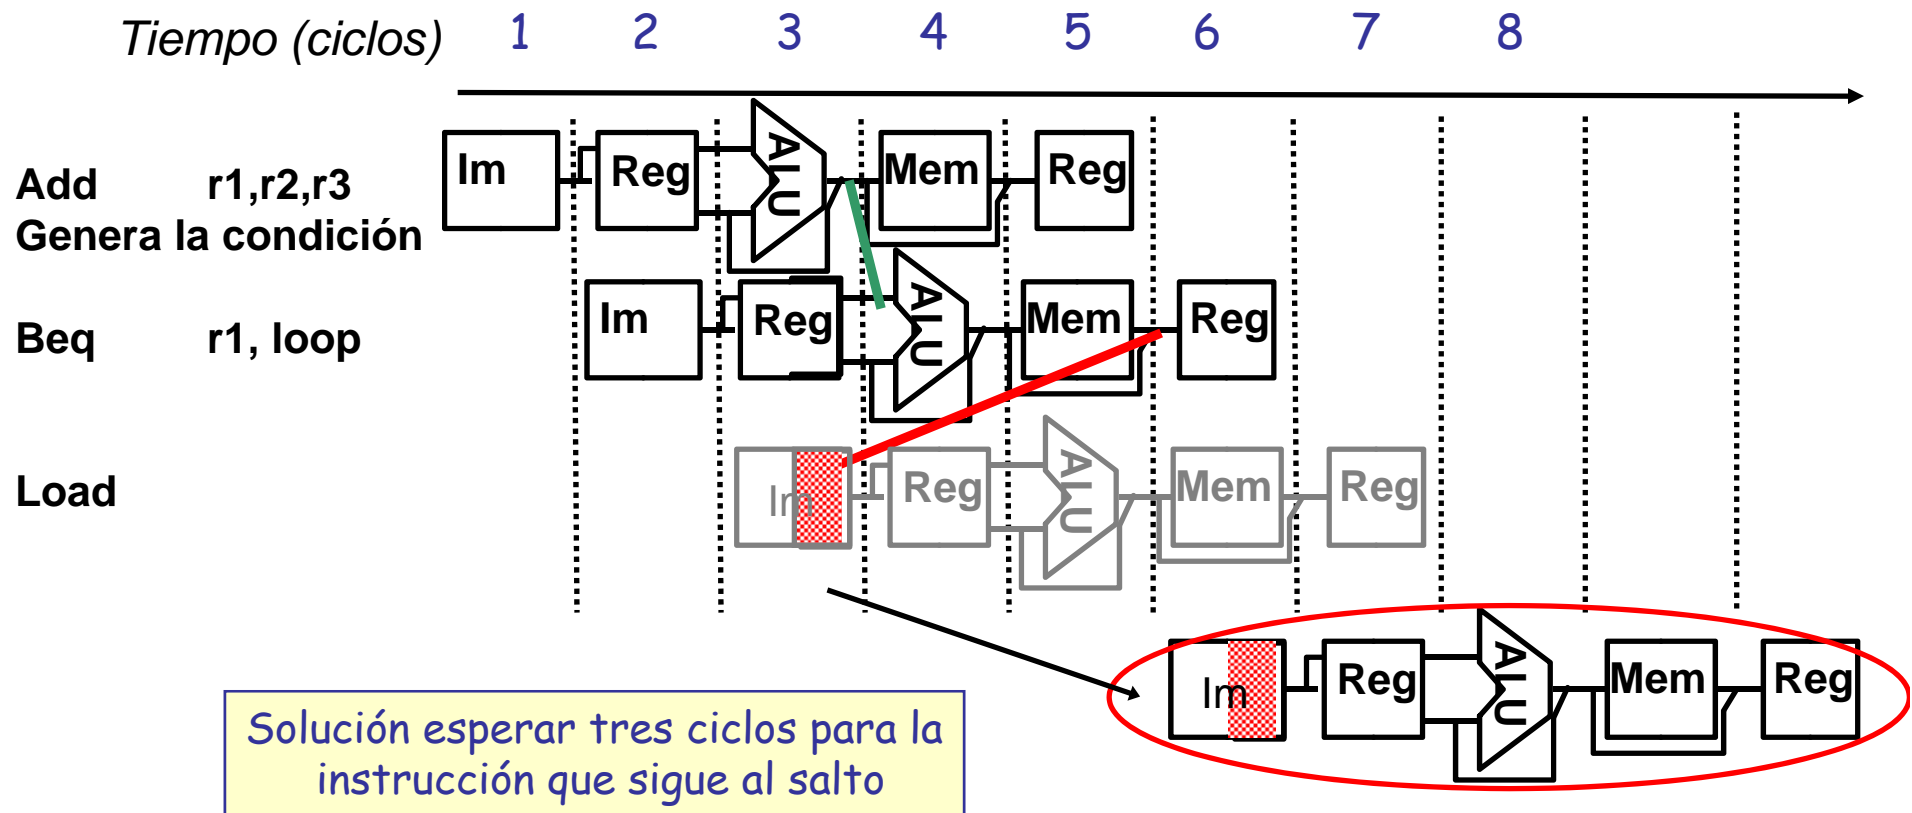 Tiempo (ciclos) 1 2 3 4 5 6 7 8
Add r1,r2,r3
Genera la condición
Im Reg ALU Mem Reg
Beq r1, loop
Im Reg ALU Mem Reg
Load
Im Reg ALU Mem Reg
Im Reg ALU Mem Reg
Solución esperar tres ciclos para la
instrucción que sigue al salto